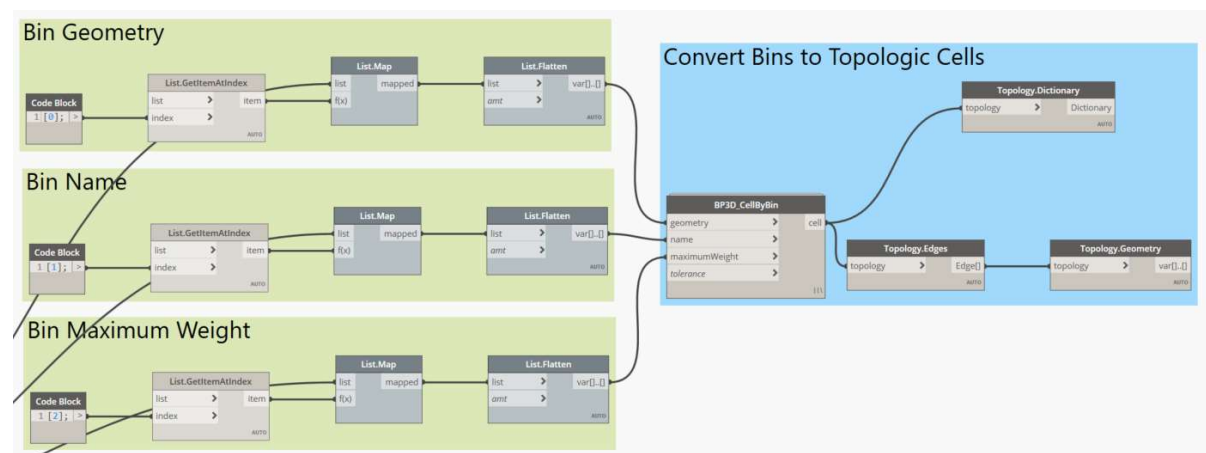 Bin Geometry
Code Block
1 [0]; >
List.GetItemAtIndex
list > item
index >
AUTO
List.Map
list mapped
f(x)
List.Flatten
list > var[]..[]
amt >
AUTO
Bin Name
Code Block
1 [1]; >
List.GetItemAtIndex
list > item
index >
AUTO
List.Map
list mapped
f(x)
List.Flatten
list > var[]..[]
amt >
AUTO
Bin Maximum Weight
Code Block
1 [2]; >
List.GetItemAtIndex
list > item
index >
AUTO
List.Map
list mapped
f(x)
List.Flatten
list > var[]..[]
amt >
AUTO
Convert Bins to Topologic Cells
BP3D_CellByBin
geometry > cell
name >
maximumWeight >
tolerance >
Topology.Dictionary
topology > Dictionary
AUTO
Topology.Edges
topology > Edge[]
AUTO
Topology.Geometry
topology > var[]..[]
AUTO